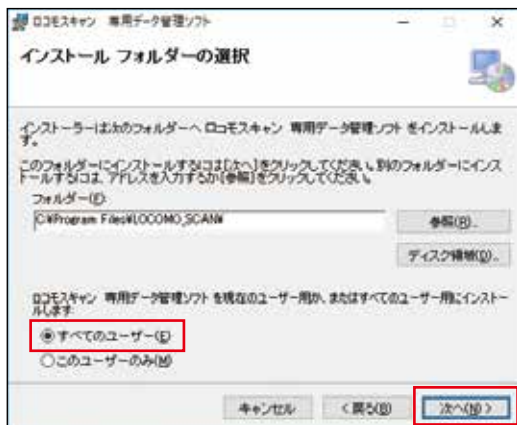 ロコモスキャン 専用データ管理ソフト
インストール フォルダーの選択
インストーラーは次のフォルダーへ ロコモスキャン 専用データ管理ソフト をインストールしま
す。
このフォルダーにインストールするには[次へ]をクリックしてください。別のフォルダーにインス
トールするには、アドレスを入力するか[参照]をクリックしてください。
フォルダー(F):
C:¥Program Files¥LOCOMO_SCAN¥
参照(R)...
ディスク領域(D)...
ロコモスキャン 専用データ管理ソフト を現在のユーザー用か、またはすべてのユーザー用にインストー
ルします:
すべてのユーザー(E)
このユーザーのみ(M)
キャンセル
< 戻る(B)
次へ(N) >